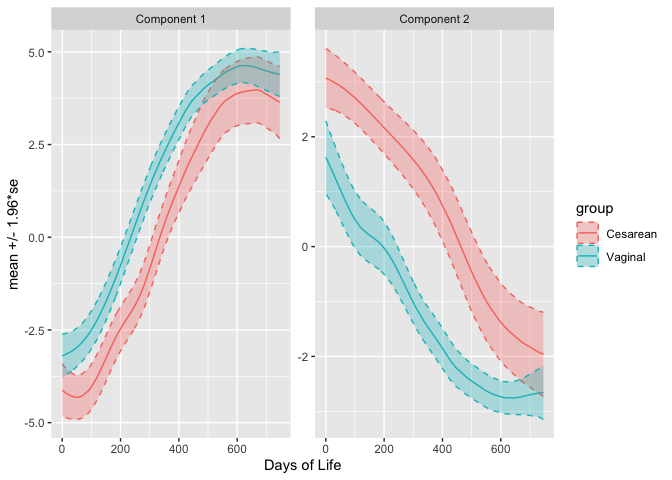 Component 1
Component 2
mean +/- 1.96*se
5.0
2.5
0.0
-2.5
-5.0
2
0
-2
0
200
400
600
0
200
400
600
Days of Life
group
Cesarean
Vaginal